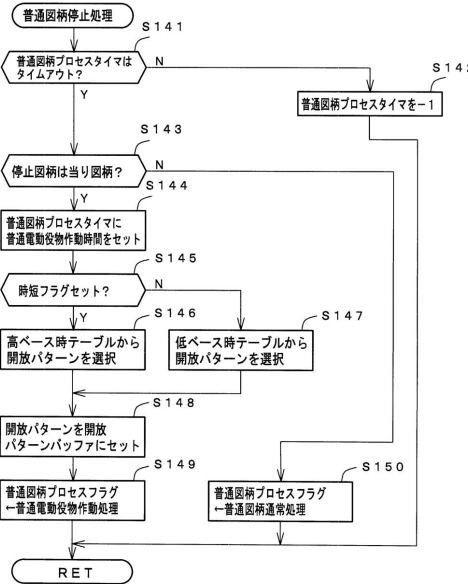 普通図柄停止処理
S141
普通図柄プロセスタイマは
タイムアウト？
N
S142
普通図柄プロセスタイマを－1
Y
S143
停止図柄は当り図柄？
N
S144
Y
普通図柄プロセスタイマに
普通電動役物作動時間をセット
S145
時短フラグセット？
N
S146
Y
高ベース時テーブルから
開放パターンを選択
S147
低ベース時テーブルから
開放パターンを選択
S148
開放パターンを開放
パターンバッファにセット
S149
普通図柄プロセスフラグ
←普通電動役物作動処理
S150
普通図柄プロセスフラグ
←普通図柄通常処理
RET